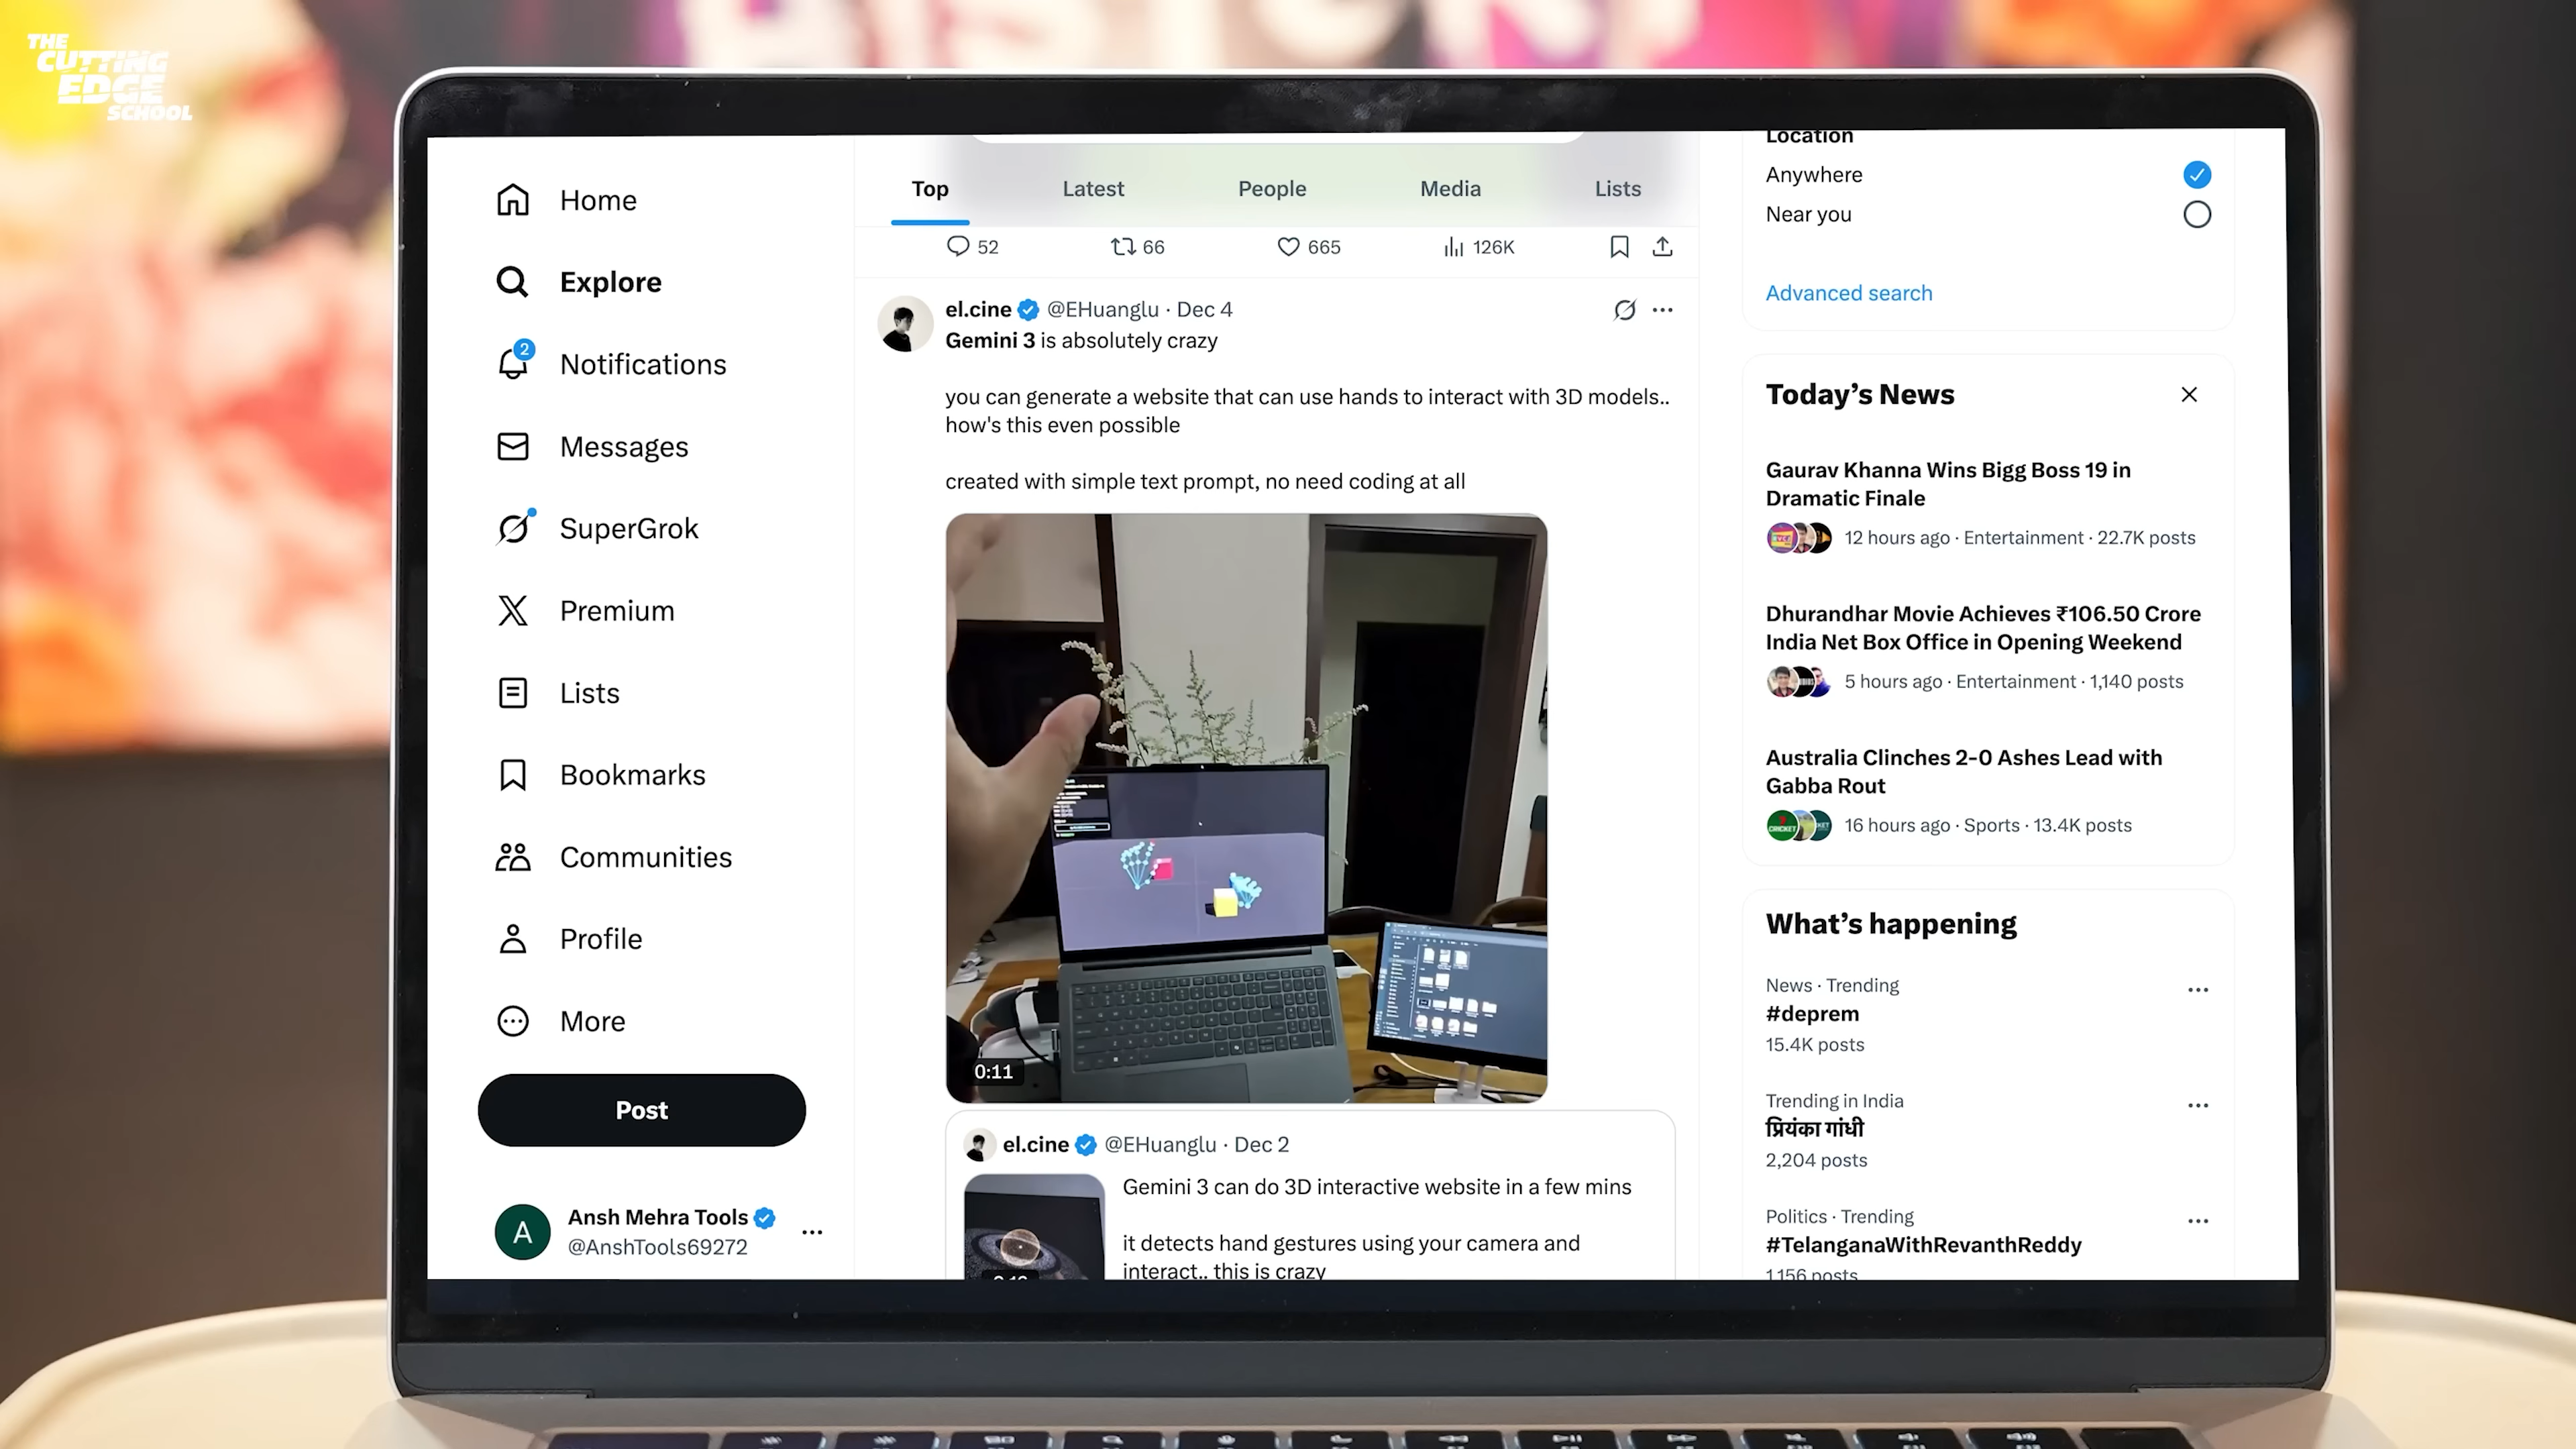 THE
CUTTING
EDGE
SCHOOL
Home
Explore
2
Notifications
Messages
SuperGrok
Premium
Lists
Bookmarks
Communities
Profile
More
Post
A
Ansh Mehra Tools
@AnshTools69272
Top Latest People Media Lists
52 66 665 126K
el.cine @EHuanglu · Dec 4
Gemini 3 is absolutely crazy
you can generate a website that can use hands to interact with 3D models..
how's this even possible
created with simple text prompt, no need coding at all
0:11
el.cine @EHuanglu · Dec 2
Gemini 3 can do 3D interactive website in a few mins
it detects hand gestures using your camera and
interact.. this is crazy
Location
Anywhere
Near you
Advanced search
Today's News
Gaurav Khanna Wins Bigg Boss 19 in
Dramatic Finale
12 hours ago · Entertainment · 22.7K posts
Dhurandhar Movie Achieves ₹106.50 Crore
India Net Box Office in Opening Weekend
5 hours ago · Entertainment · 1,140 posts
Australia Clinches 2-0 Ashes Lead with
Gabba Rout
CRICKET
16 hours ago · Sports · 13.4K posts
What's happening
News · Trending
#deprem
15.4K posts
Trending in India
प्रियंका गांधी
2,204 posts
Politics · Trending
#TelanganaWithRevanthReddy
1,156 posts